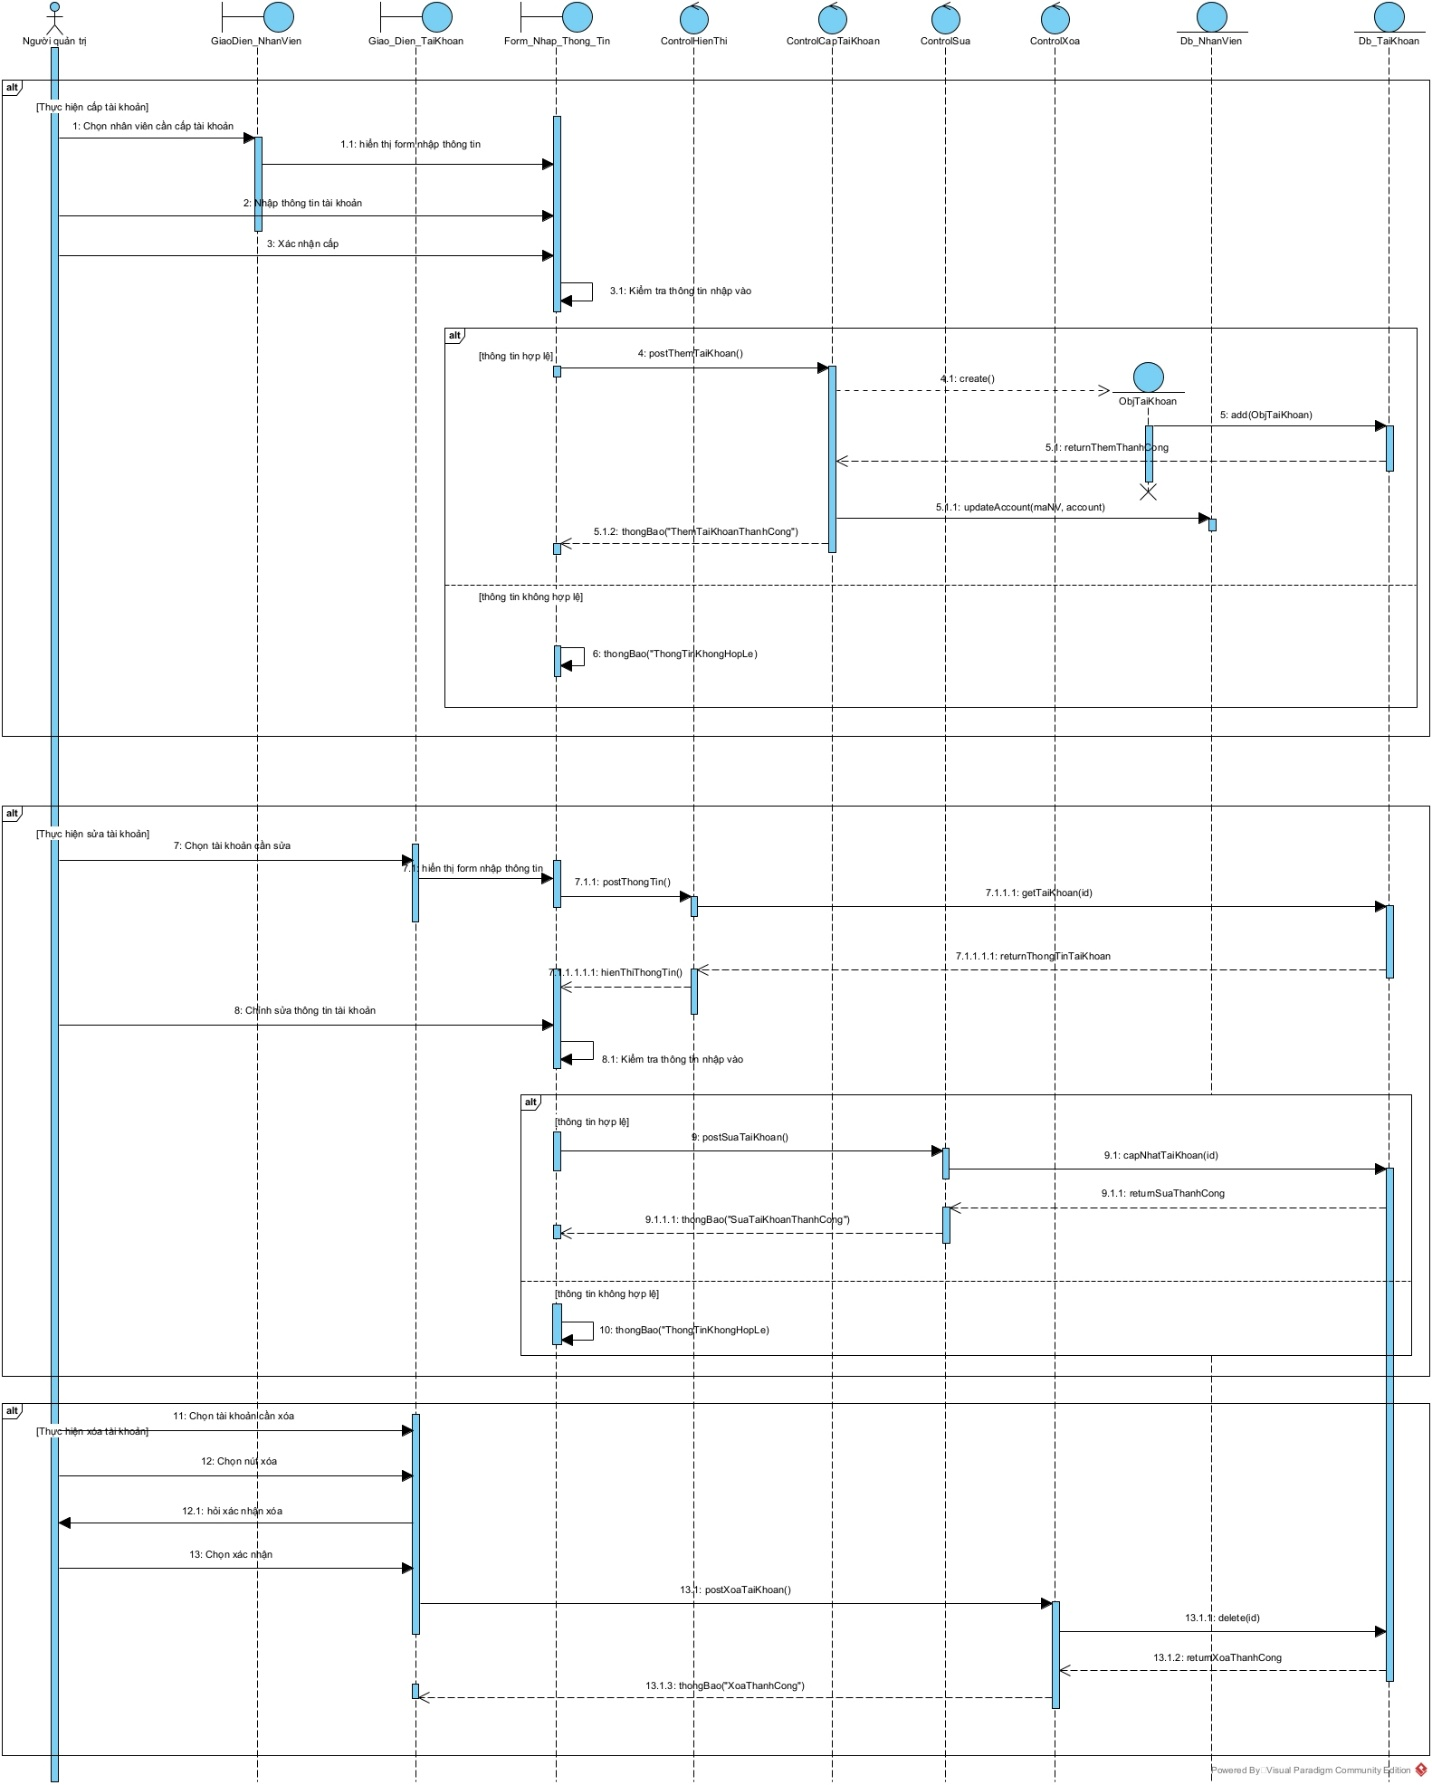 Người quản trị
GiaoDien_NhanVien
Giao_Dien_TaiKhoan
Form_Nhap_Thong_Tin
ControlHienThi
ControlCapTaiKhoan
ControlSua
ControlXoa
Db_NhanVien
Db_TaiKhoan
alt
[Thực hiện cấp tài khoản]
1: Chọn nhân viên cần cấp tài khoản
1.1: hiển thị form nhập thông tin
2: Nhập thông tin tài khoản
3: Xác nhận cấp
3.1: Kiểm tra thông tin nhập vào
alt
[thông tin hợp lệ]
4: postThemTaiKhoan()
4.1: create()
ObjTaiKhoan
5: add(ObjTaiKhoan)
5.1: returnThemThanhCong
5.1.1: updateAccount(maNV, account)
5.1.2: thongBao("ThemTaiKhoanThanhCong")
[thông tin không hợp lệ]
6: thongBao("ThongTinKhongHopLe)
alt
[Thực hiện sửa tài khoản]
7: Chọn tài khoản cần sửa
7.1: hiển thị form nhập thông tin
7.1.1: postThongTin()
7.1.1.1: getTaiKhoan(id)
7.1.1.1.1: returnThongTinTaiKhoan
7.1.1.1.1.1: hienThiThongTin()
8: Chỉnh sửa thông tin tài khoản
8.1: Kiểm tra thông tin nhập vào
alt
[thông tin hợp lệ]
9: postSuaTaiKhoan()
9.1: capNhatTaiKhoan(id)
9.1.1: returnSuaThanhCong
9.1.1.1: thongBao("SuaTaiKhoanThanhCong")
[thông tin không hợp lệ]
10: thongBao("ThongTinKhongHopLe)
alt
11: Chọn tài khoản cần xóa
[Thực hiện xóa tài khoản]
12: Chọn nút xóa
12.1: hỏi xác nhận xóa
13: Chọn xác nhận
13.1: postXoaTaiKhoan()
13.1.1: delete(id)
13.1.2: returnXoaThanhCong
13.1.3: thongBao("XoaThanhCong")
Powered By Visual Paradigm Community Edition